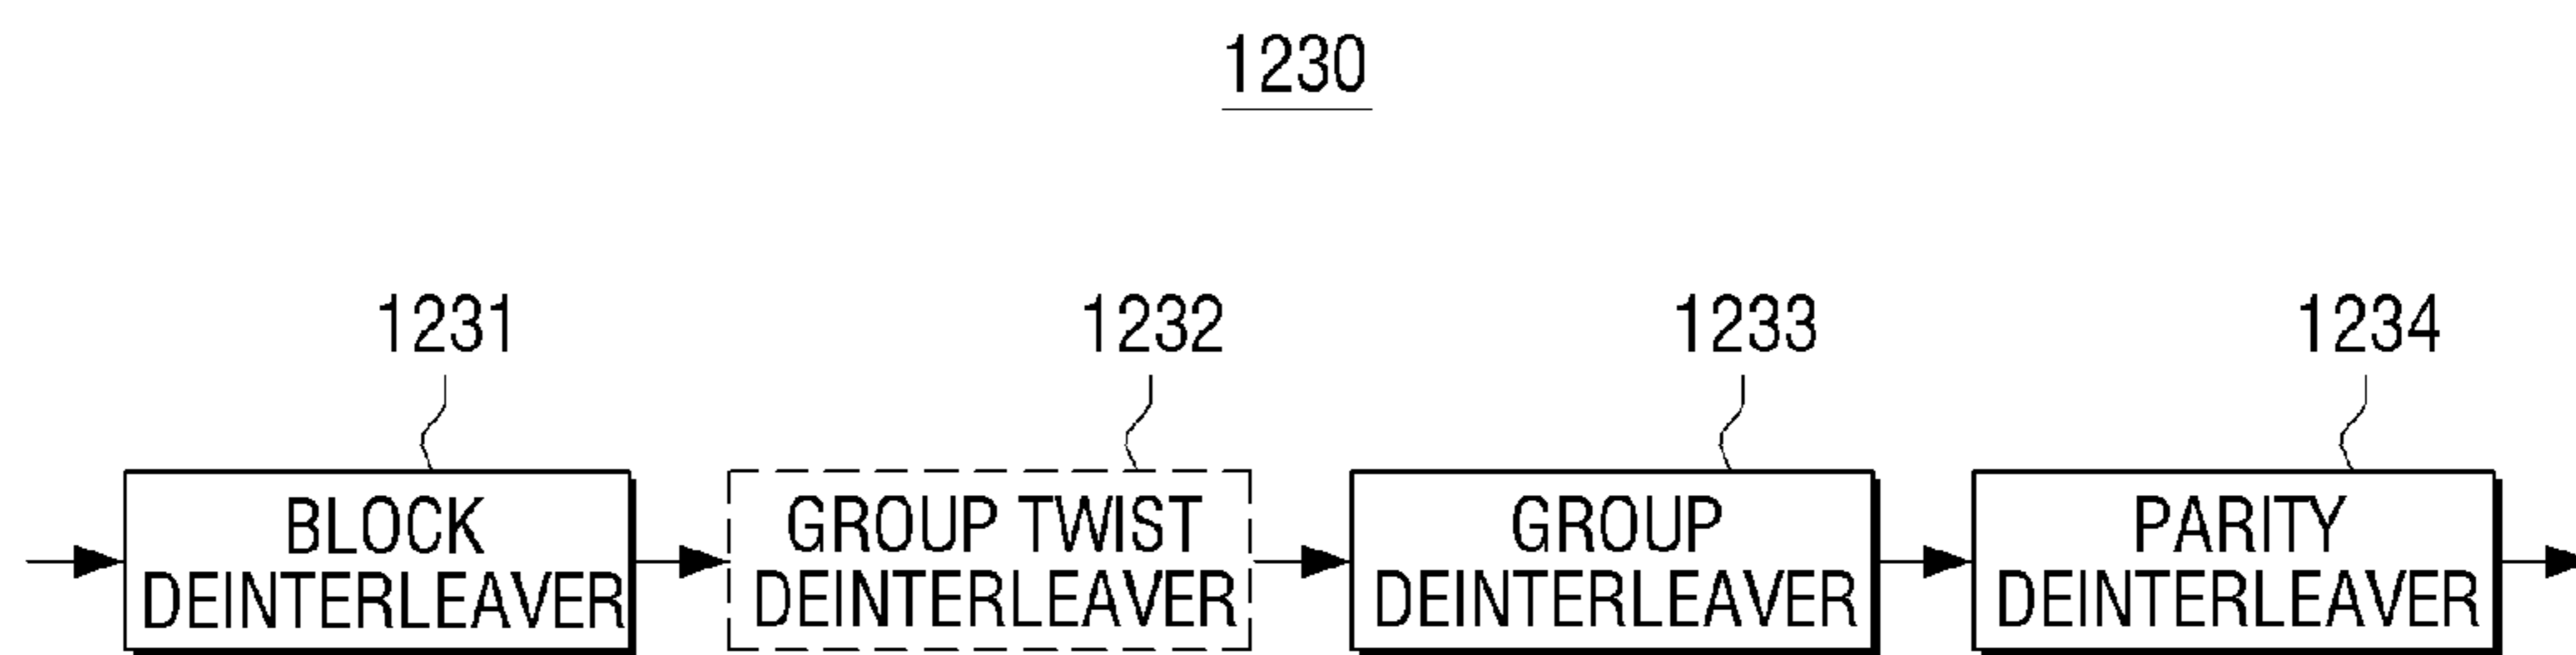 1230
1231
1232
1233
1234
BLOCK
DEINTERLEAVER
GROUP TWIST
DEINTERLEAVER
GROUP
DEINTERLEAVER
PARITY
DEINTERLEAVER